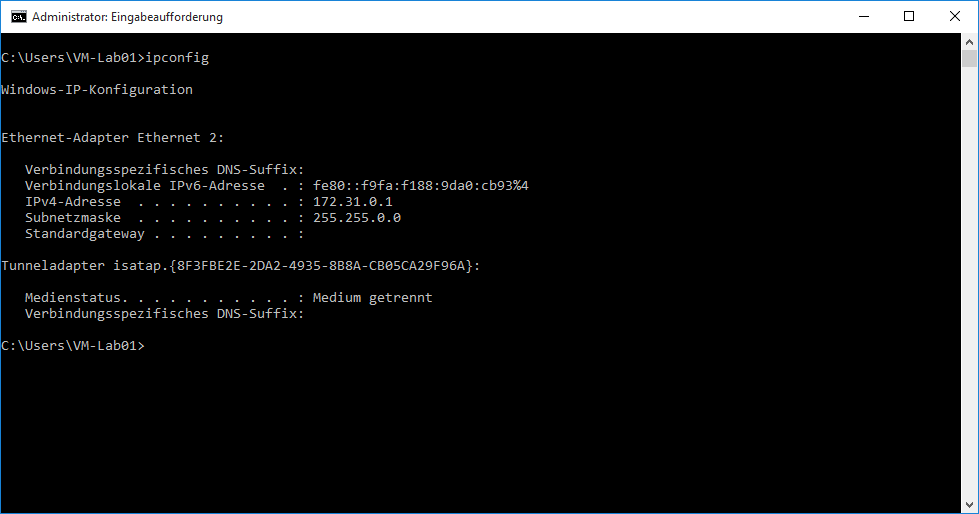 Administrator: Eingabeaufforderung
C:\Users\VM-Lab01>ipconfig
Windows-IP-Konfiguration
Ethernet-Adapter Ethernet 2:
   Verbindungsspezifisches DNS-Suffix:
   Verbindungslokale IPv6-Adresse  . : fe80::f9fa:f188:9da0:cb93%4
   IPv4-Adresse  . . . . . . . . . . : 172.31.0.1
   Subnetzmaske  . . . . . . . . . . : 255.255.0.0
   Standardgateway . . . . . . . . . :
Tunneladapter isatap.{8F3FBE2E-2DA2-4935-8B8A-CB05CA29F96A}:
   Medienstatus. . . . . . . . . . . : Medium getrennt
   Verbindungsspezifisches DNS-Suffix:
C:\Users\VM-Lab01>